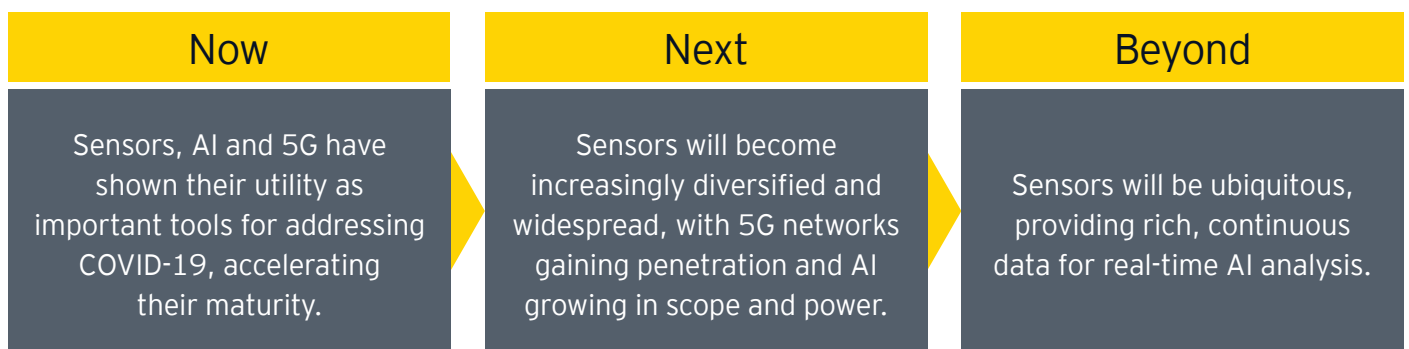 Now
Sensors, AI and 5G have
shown their utility as
important tools for addressing
COVID-19, accelerating
their maturity.
Next
Sensors will become
increasingly diversified and
widespread, with 5G networks
gaining penetration and AI
growing in scope and power.
Beyond
Sensors will be ubiquitous,
providing rich, continuous
data for real-time AI analysis.